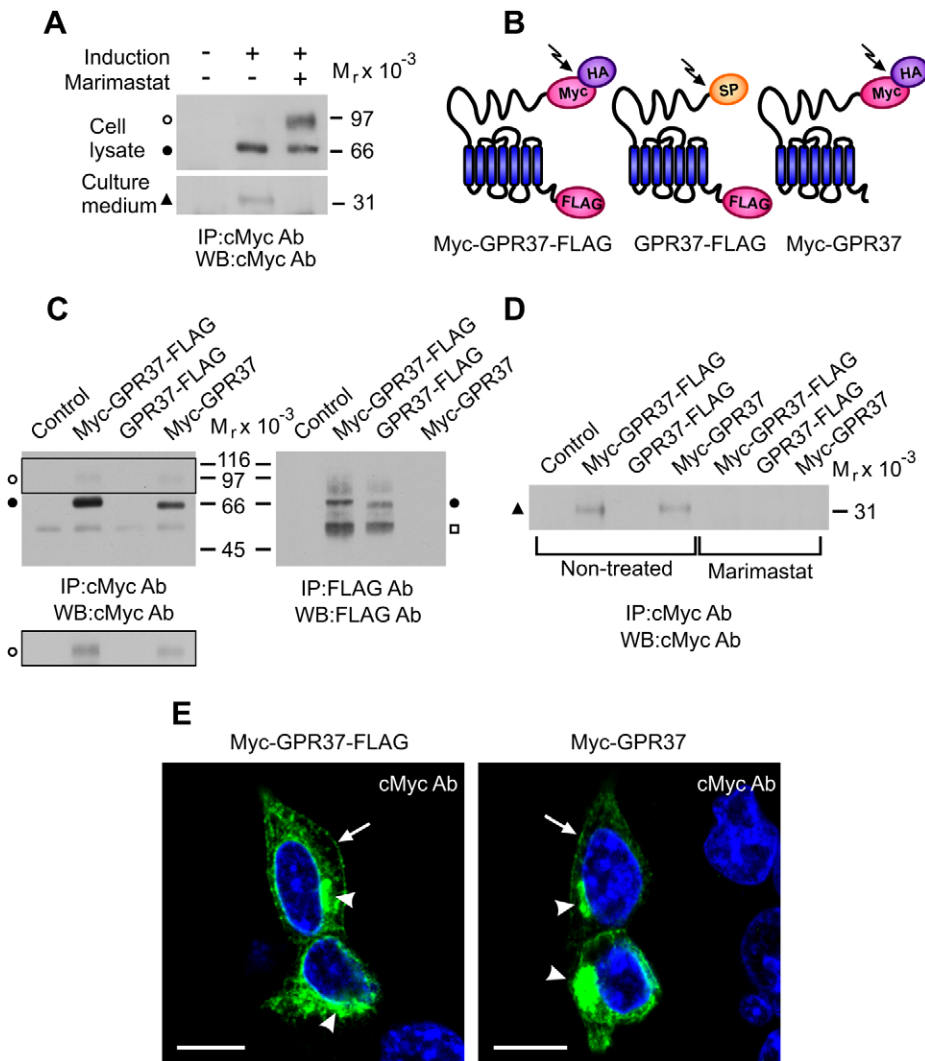 A
Induction - + +
Marimastat - - +
Mr x 10-3
Cell
lysate
97
66
Culture
medium
31
IP:cMyc Ab
WB:cMyc Ab
B
Myc HA
SP
Myc HA
FLAG
FLAG
Myc-GPR37-FLAG GPR37-FLAG Myc-GPR37
C
Control
Myc-GPR37-FLAG
GPR37-FLAG
Myc-GPR37
Mr x 10-3
116
97
66
45
IP:cMyc Ab
WB:cMyc Ab
Control
Myc-GPR37-FLAG
GPR37-FLAG
Myc-GPR37
IP:FLAG Ab
WB:FLAG Ab
D
Control
Myc-GPR37-FLAG
GPR37-FLAG
Myc-GPR37
Myc-GPR37-FLAG
GPR37-FLAG
Myc-GPR37
Mr x 10-3
31
Non-treated Marimastat
IP:cMyc Ab
WB:cMyc Ab
E
Myc-GPR37-FLAG Myc-GPR37
cMyc Ab cMyc Ab